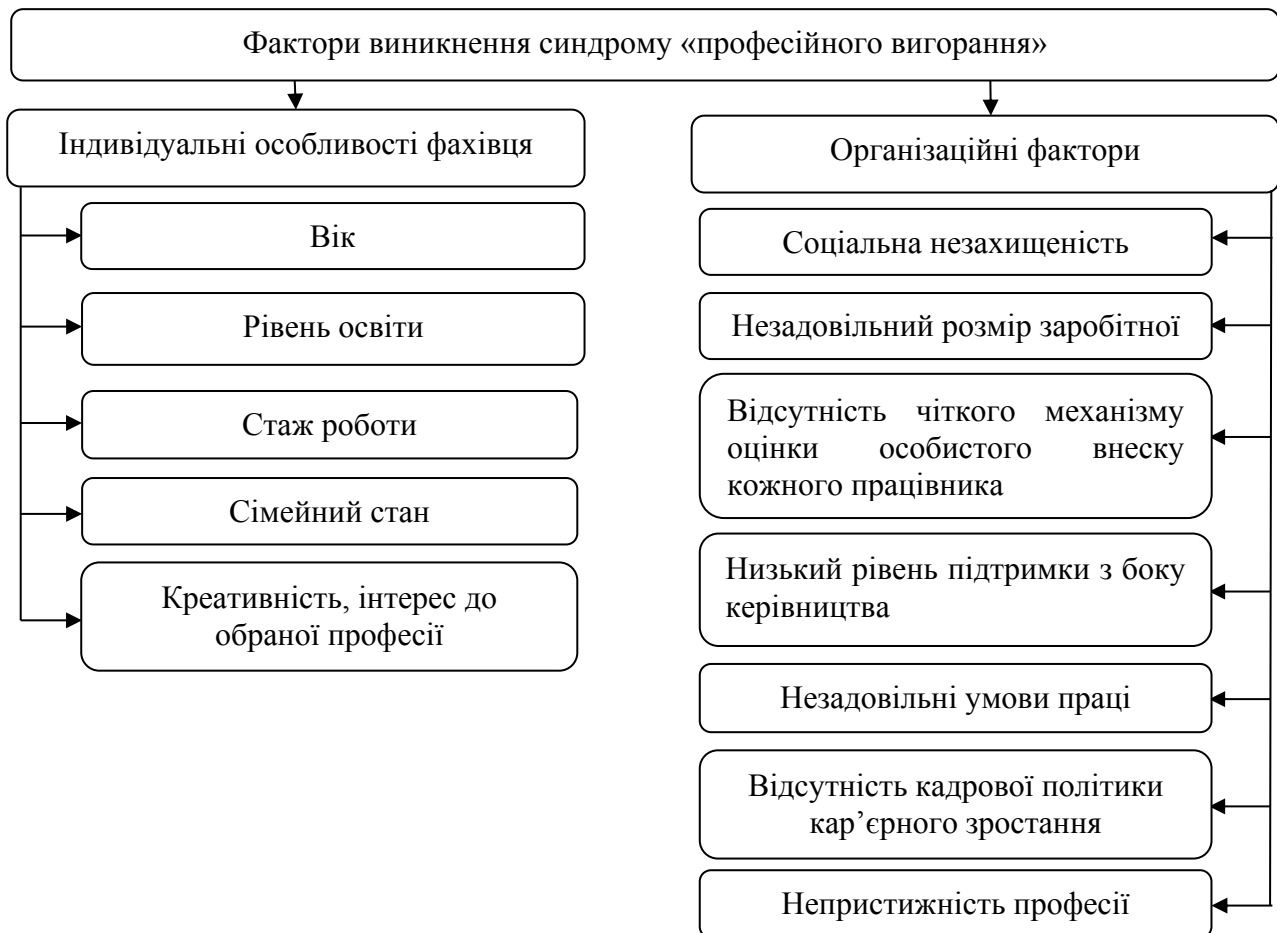 Фактори виникнення синдрому «професійного вигорання»
Індивідуальні особливості фахівця
Вік
Рівень освіти
Стаж роботи
Сімейний стан
Креативність, інтерес до
обраної професії
Організаційні фактори
Соціальна незахищеність
Незадовільний розмір заробітної
Відсутність чіткого механізму
оцінки особистого внеску
кожного працівника
Низький рівень підтримки з боку
керівництва
Незадовільні умови праці
Відсутність кадрової політики
кар’єрного зростання
Непристижність професії